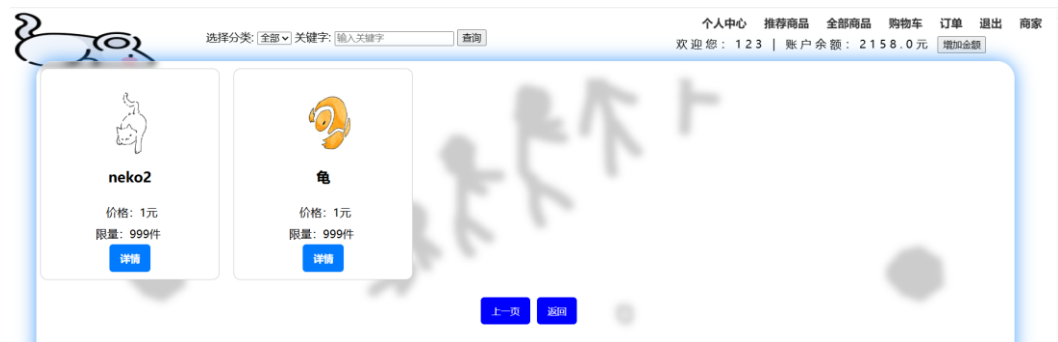 个人中心 推荐商品 全部商品 购物车 订单 退出 商家
选择分类: 全部 关键字: 输入关键字 查询
欢迎您: 123 | 账户余额: 2158.0元 增加金额
neko2
价格: 1元
限量: 999件
详情
龟
价格: 1元
限量: 999件
详情
上一页 返回